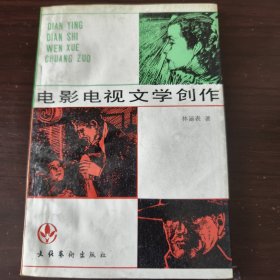 DIAN YING
DIAN SHI
WEN XUE
CHUANG ZUO
电影电视文学创作
著
文化艺术出版社